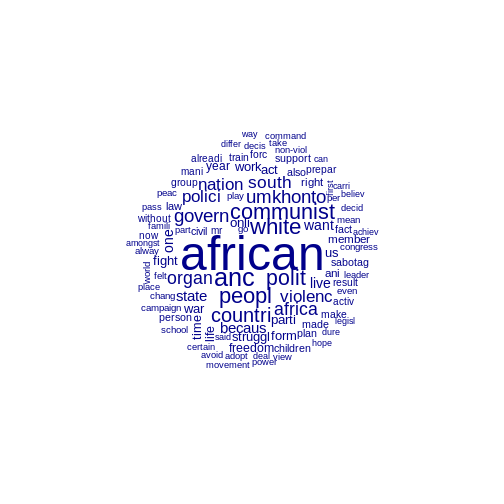 way command
differ decis take
alreadi train forc non-viol
mani year work act support can
group nation south also prepar
peac polici play umkhonto right first carri
pass law per believ
without govern onli communist decid
famili part civil mr go white want mean
now one fact achiev
amongst african us member congress
fight sabotag
world felt organ anc polit ani leader
place live result
chang state peopl violenc even
campaign war africa activ
person time countri parti make
school life becaus made legisl
said struggl form plan dure
certain freedom children hope
avoid adopt deal view
movement power